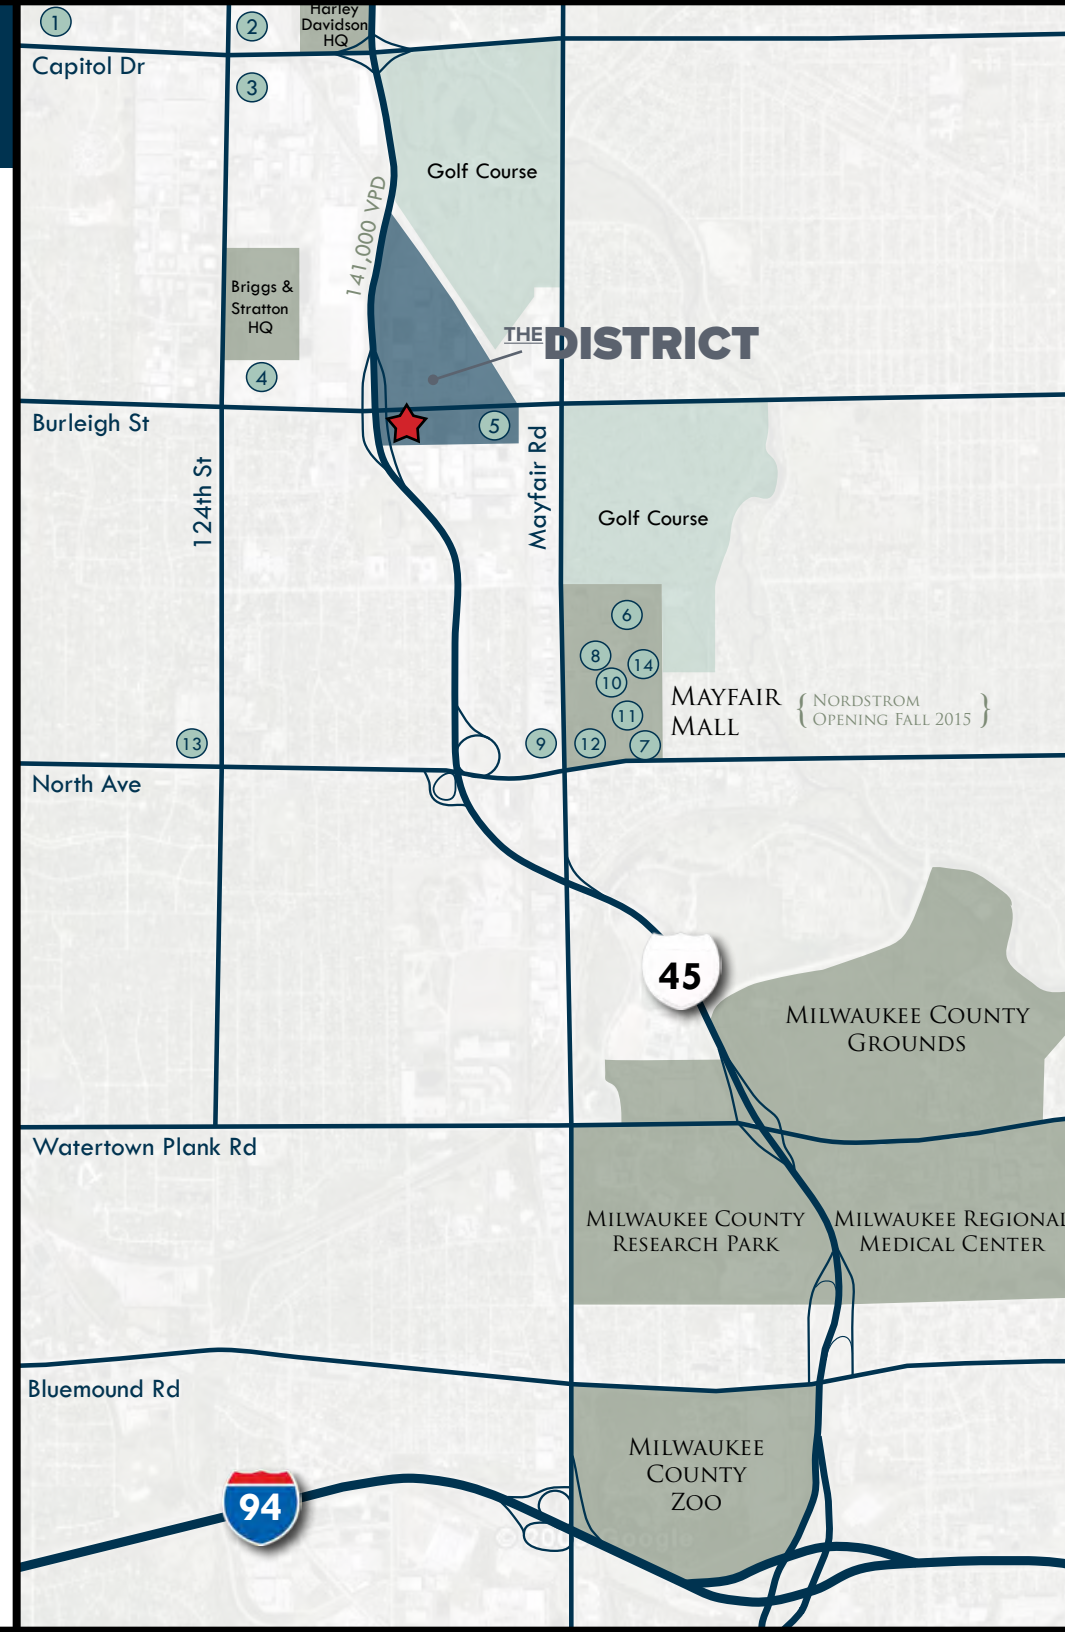 1
2
Harley
Davidson
HQ
Capitol Dr
3
Golf Course
141,000 VPD
Briggs &
Stratton
HQ
THE DISTRICT
4
Burleigh St
5
124th St
Mayfair Rd
Golf Course
6
8
14
10
11
Mayfair
Mall
{ Nordstrom
Opening Fall 2015 }
13
9
12
7
North Ave
45
Milwaukee County
Grounds
Watertown Plank Rd
Milwaukee County
Research Park
Milwaukee Regional
Medical Center
Bluemound Rd
Milwaukee
County
Zoo
94